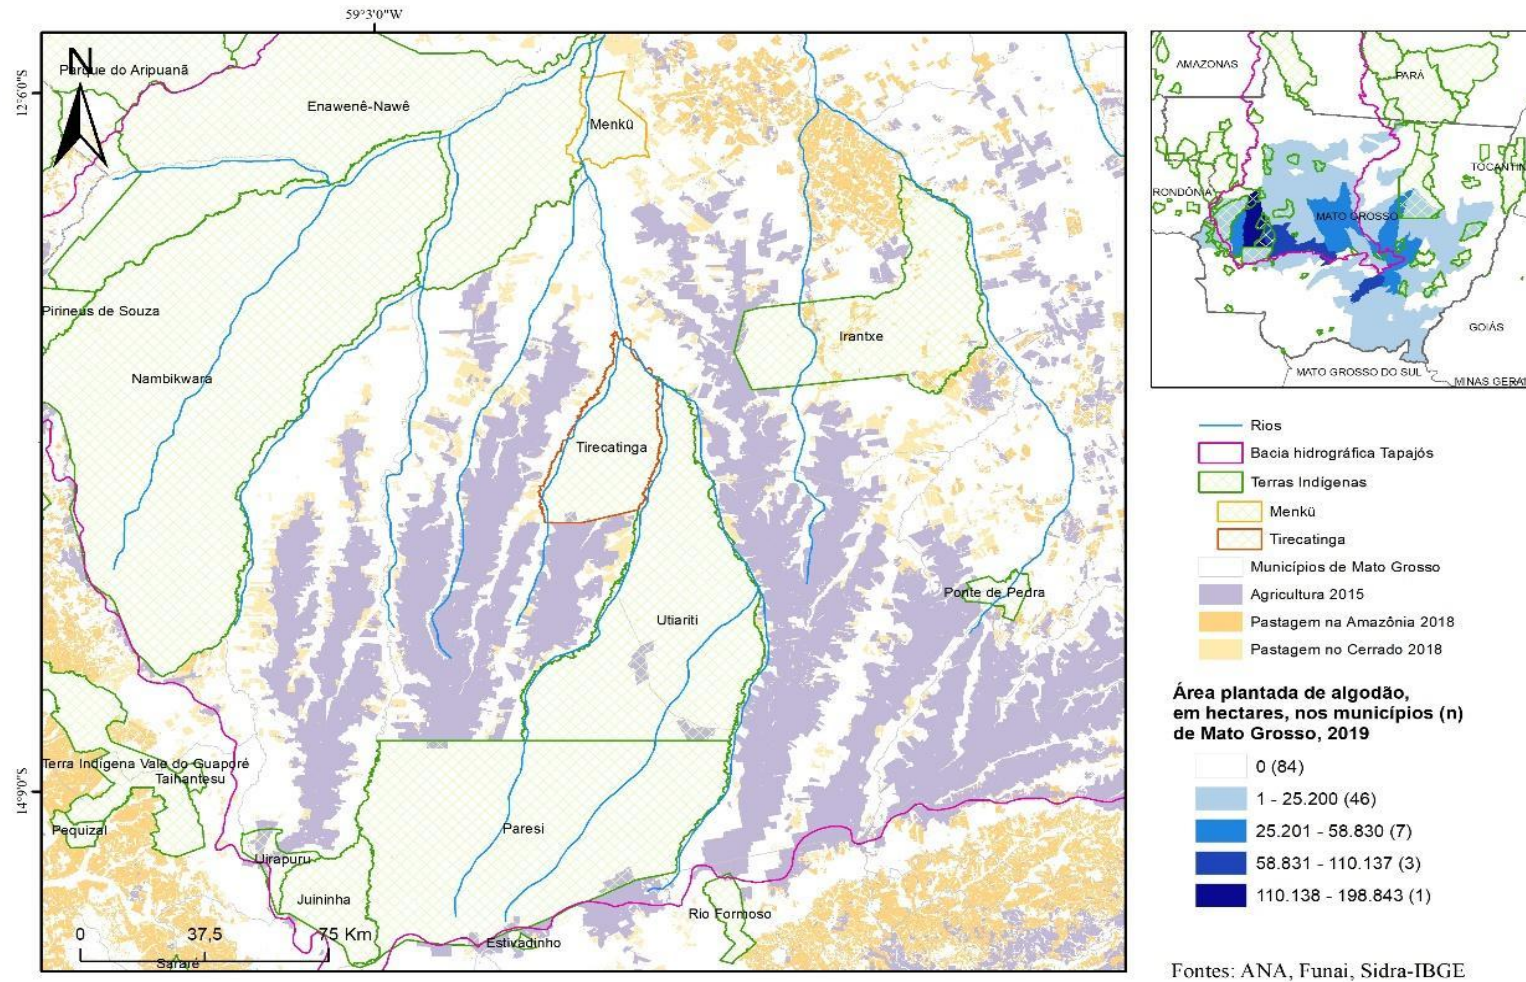 59°3'0"W
12°6'0"S
14°9'0"S
N
Parque do Aripuanã
Enawenê-Nawê
Menkü
Pirineus de Souza
Nambikwara
Irantxe
Tirecatinga
Ponte de Pedra
Utiariti
Terra Indígena Vale do Guaporé
Taihantesu
Pequizal
Uirapuru
Paresi
Juininha
Rio Formoso
Estivadinho
Sararé
0 37,5 75 Km
AMAZONAS
PARÁ
TOCANTIN
RONDÔNIA
MATO GROSSO
GOIÁS
MATO GROSSO DO SUL
MINAS GERAI
Rios
Bacia hidrográfica Tapajós
Terras Indígenas
Menkü
Tirecatinga
Municípios de Mato Grosso
Agricultura 2015
Pastagem na Amazônia 2018
Pastagem no Cerrado 2018
Área plantada de algodão,
em hectares, nos municípios (n)
de Mato Grosso, 2019
0 (84)
1 - 25.200 (46)
25.201 - 58.830 (7)
58.831 - 110.137 (3)
110.138 - 198.843 (1)
Fontes: ANA, Funai, Sidra-IBGE